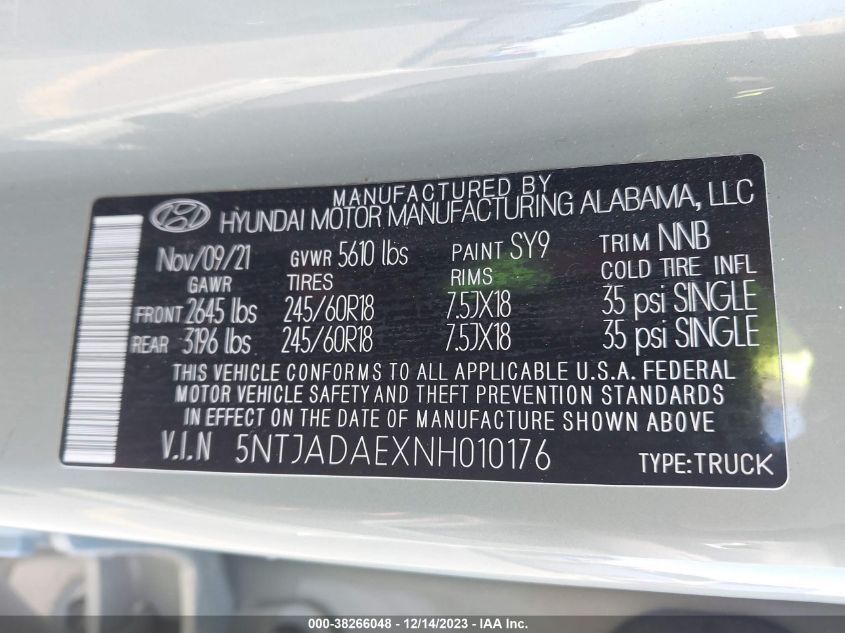 MANUFACTURED BY
HYUNDAI MOTOR MANUFACTURING ALABAMA, LLC
Nov/09/21 GVWR 5610 lbs PAINT SY9 TRIM NNB
GAWR TIRES RIMS COLD TIRE INFL
FRONT 2645 lbs 245/60R18 7.5JX18 35 psi SINGLE
REAR 3196 lbs 245/60R18 7.5JX18 35 psi SINGLE
THIS VEHICLE CONFORMS TO ALL APPLICABLE U.S.A. FEDERAL
MOTOR VEHICLE SAFETY AND THEFT PREVENTION STANDARDS
IN EFFECT ON THE DATE OF MANUFACTURE SHOWN ABOVE
V.I.N 5NTJADAEXNH010176 TYPE:TRUCK
000-38266048 - 12/14/2023 - IAA Inc.